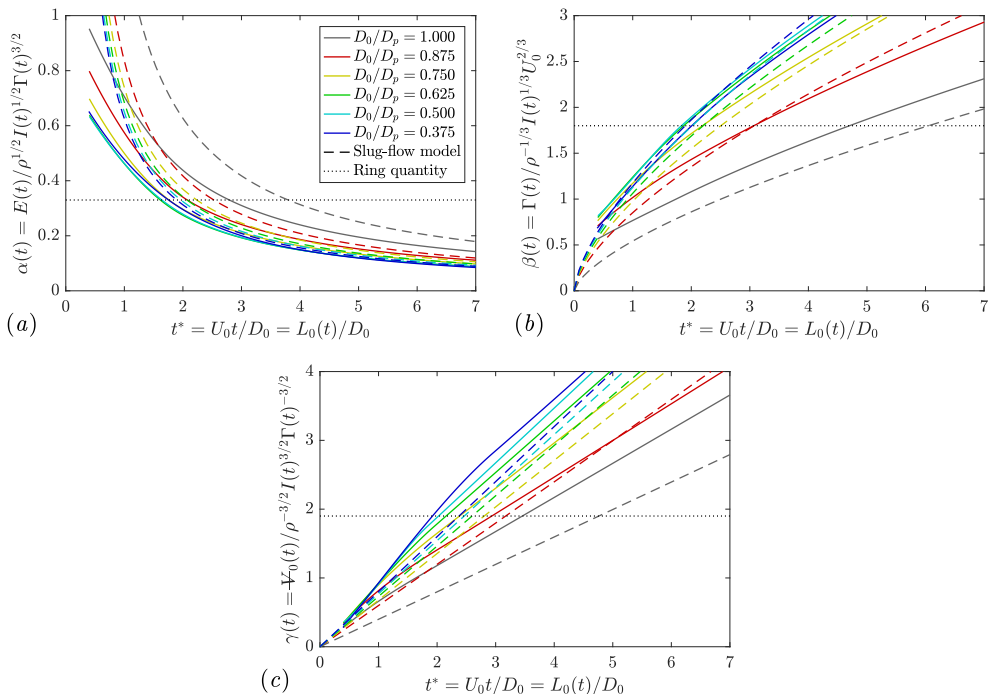 α(t) = E(t)/ρ^{1/2}I(t)^{1/2}Γ(t)^{3/2}
1
0.8
0.6
0.4
0.2
0
0 1 2 3 4 5 6 7
t* = U₀t/D₀ = L₀(t)/D₀
(a)
D₀/Dₚ = 1.000
D₀/Dₚ = 0.875
D₀/Dₚ = 0.750
D₀/Dₚ = 0.625
D₀/Dₚ = 0.500
D₀/Dₚ = 0.375
Slug-flow model
Ring quantity
β(t) = Γ(t)/ρ^{-1/3}I(t)^{1/3}U₀^{2/3}
3
2.5
2
1.5
1
0.5
0
0 1 2 3 4 5 6 7
t* = U₀t/D₀ = L₀(t)/D₀
(b)
γ(t) = V₀(t)/ρ^{-3/2}I(t)^{3/2}Γ(t)^{-3/2}
4
3
2
1
0
0 1 2 3 4 5 6 7
t* = U₀t/D₀ = L₀(t)/D₀
(c)